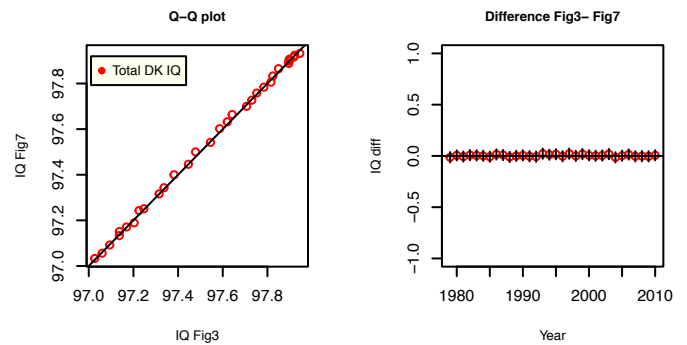 Q–Q plot
Total DK IQ
IQ Fig7
97.0 97.2 97.4 97.6 97.8
97.0 97.2 97.4 97.6 97.8
IQ Fig3
Difference Fig3– Fig7
IQ diff
−1.0 −0.5 0.0 0.5 1.0
1980 1990 2000 2010
Year